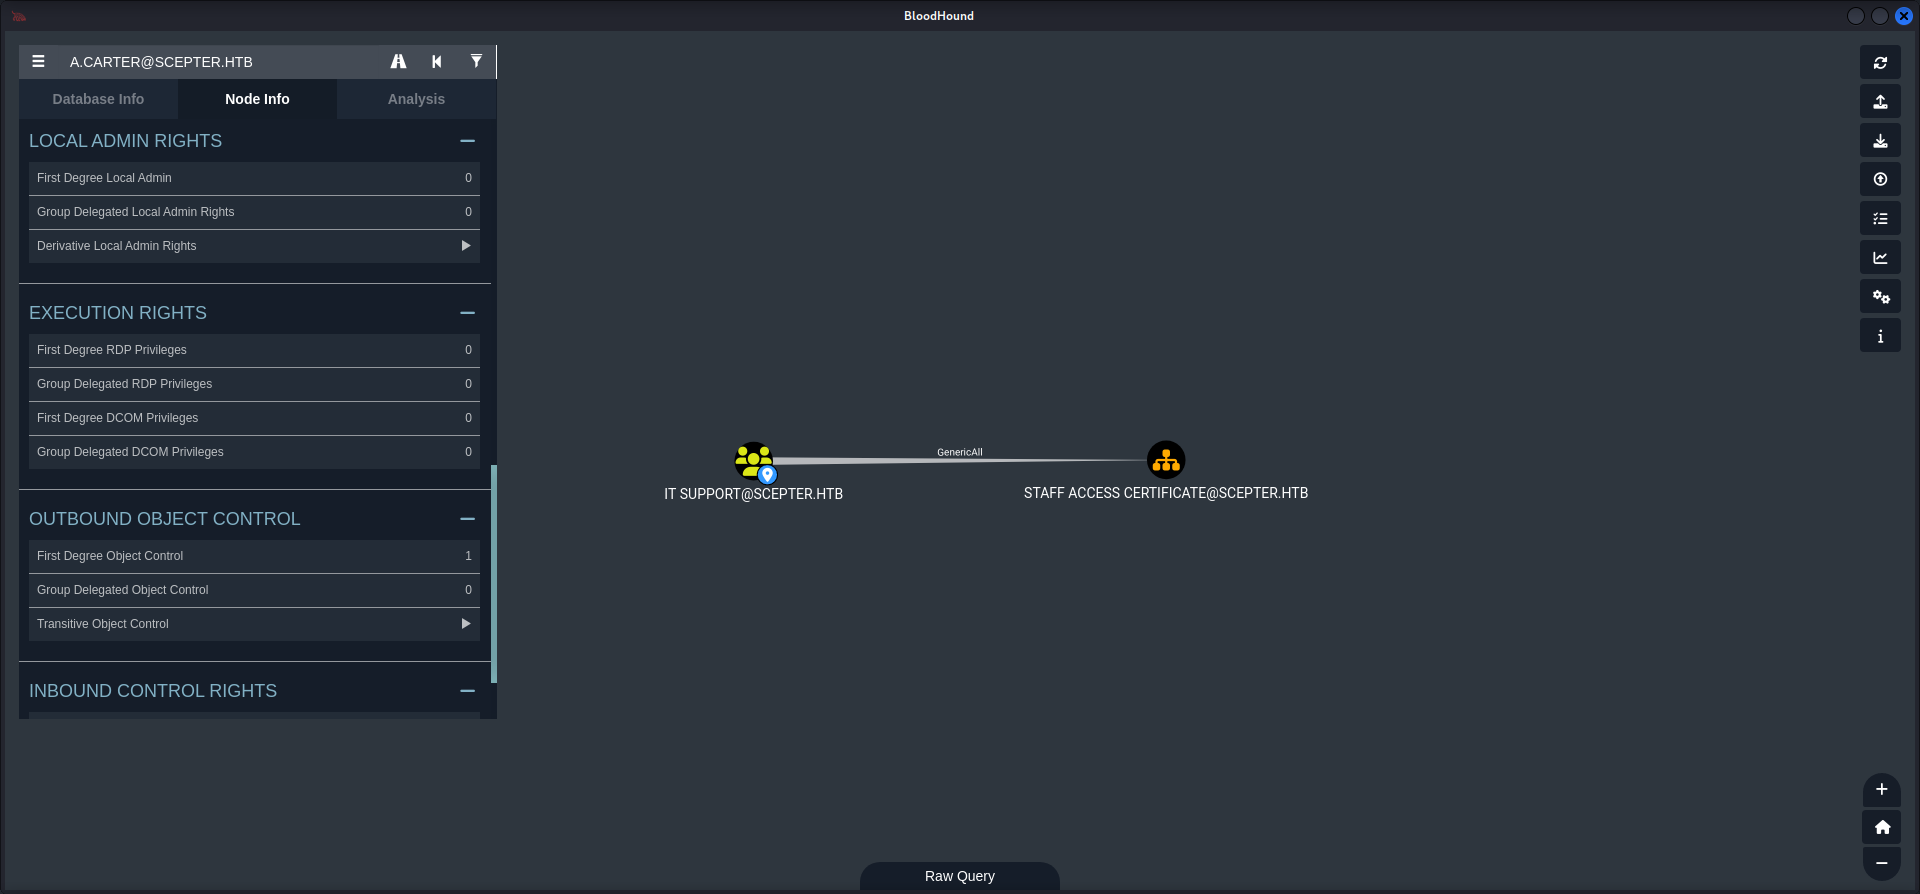 BloodHound
A.CARTER@SCEPTER.HTB
Database Info
Node Info
Analysis
LOCAL ADMIN RIGHTS
First Degree Local Admin 0
Group Delegated Local Admin Rights 0
Derivative Local Admin Rights
EXECUTION RIGHTS
First Degree RDP Privileges 0
Group Delegated RDP Privileges 0
First Degree DCOM Privileges 0
Group Delegated DCOM Privileges 0
OUTBOUND OBJECT CONTROL
First Degree Object Control 1
Group Delegated Object Control 0
Transitive Object Control
INBOUND CONTROL RIGHTS
GenericAll
IT SUPPORT@SCEPTER.HTB
STAFF ACCESS CERTIFICATE@SCEPTER.HTB
Raw Query